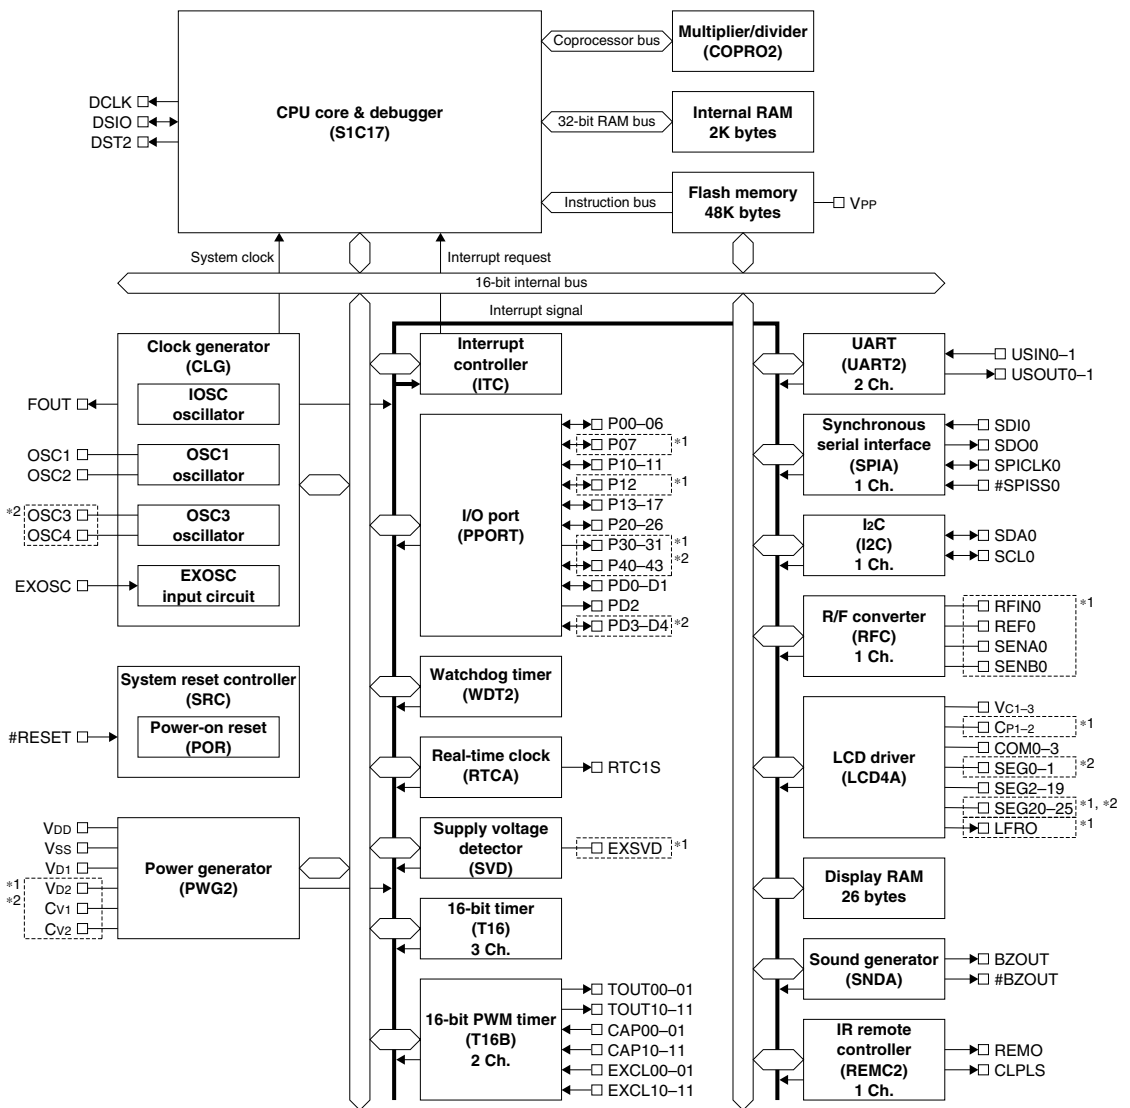 CPU core & debugger
(S1C17)
DCLK
DSIO
DST2
Coprocessor bus
Multiplier/divider
(COPRO2)
32-bit RAM bus
Internal RAM
2K bytes
Instruction bus
Flash memory
48K bytes
VPP
System clock
Interrupt request
16-bit internal bus
Interrupt signal
Clock generator
(CLG)
IOSC
oscillator
FOUT
OSC1
OSC2
OSC1
oscillator
*2
OSC3
OSC4
OSC3
oscillator
EXOSC
EXOSC
input circuit
System reset controller
(SRC)
#RESET
Power-on reset
(POR)
VDD
VSS
VD1
*1
*2
VD2
CV1
CV2
Power generator
(PWG2)
Interrupt
controller
(ITC)
I/O port
(PPORT)
P00–06
P07
*1
P10–11
P12
*1
P13–17
P20–26
P30–31
*1
P40–43
*2
PD0–D1
PD2
PD3–D4
*2
Watchdog timer
(WDT2)
Real-time clock
(RTCA)
RTC1S
Supply voltage
detector
(SVD)
EXSVD
*1
16-bit timer
(T16)
3 Ch.
16-bit PWM timer
(T16B)
2 Ch.
TOUT00–01
TOUT10–11
CAP00–01
CAP10–11
EXCL00–01
EXCL10–11
UART
(UART2)
2 Ch.
USIN0–1
USOUT0–1
Synchronous
serial interface
(SPIA)
1 Ch.
SDI0
SDO0
SPICLK0
#SPISS0
I2C
(I2C)
1 Ch.
SDA0
SCL0
R/F converter
(RFC)
1 Ch.
RFIN0
*1
REF0
SENA0
SENB0
LCD driver
(LCD4A)
VC1–3
CP1–2
*1
COM0–3
SEG0–1
*2
SEG2–19
SEG20–25
*1, *2
LFRO
*1
Display RAM
26 bytes
Sound generator
(SNDA)
BZOUT
#BZOUT
IR remote
controller
(REMC2)
1 Ch.
REMO
CLPLS